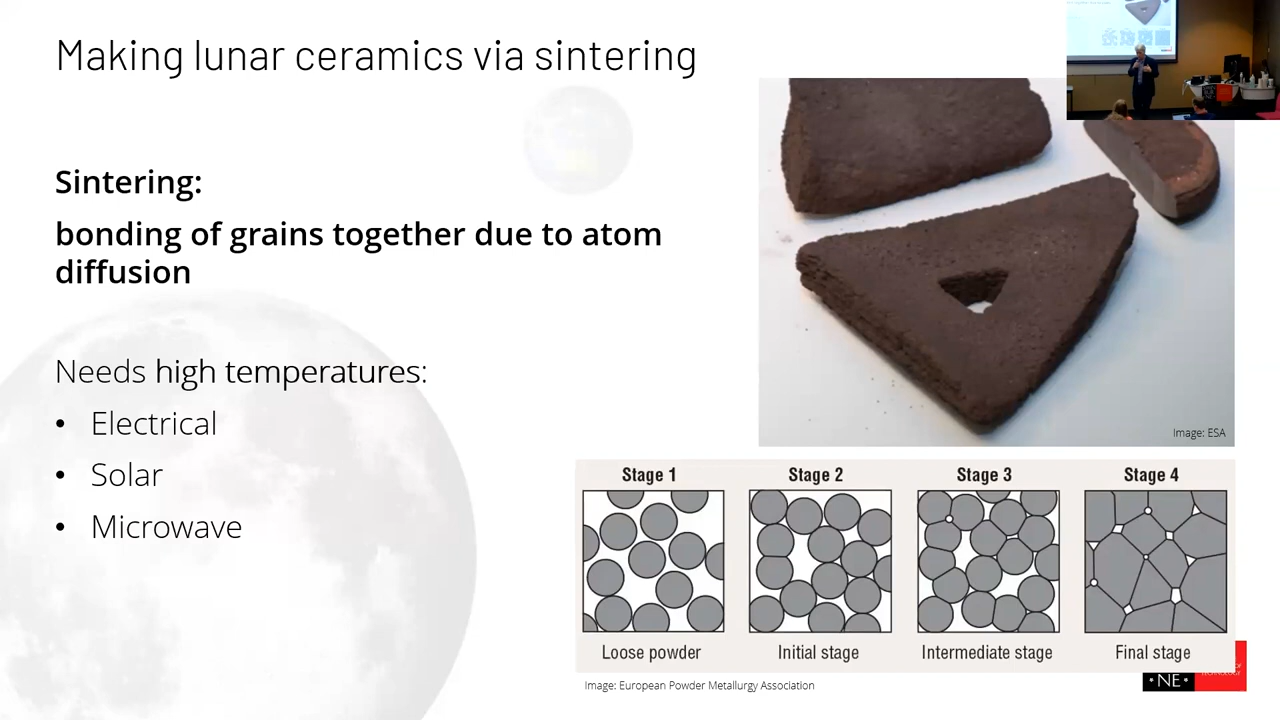 Making lunar ceramics via sintering
Sintering:
bonding of grains together due to atom
diffusion
Needs high temperatures:
• Electrical
• Solar
• Microwave
Image: ESA
Stage 1
Stage 2
Stage 3
Stage 4
Loose powder
Initial stage
Intermediate stage
Final stage
Image: European Powder Metallurgy Association
• NE •